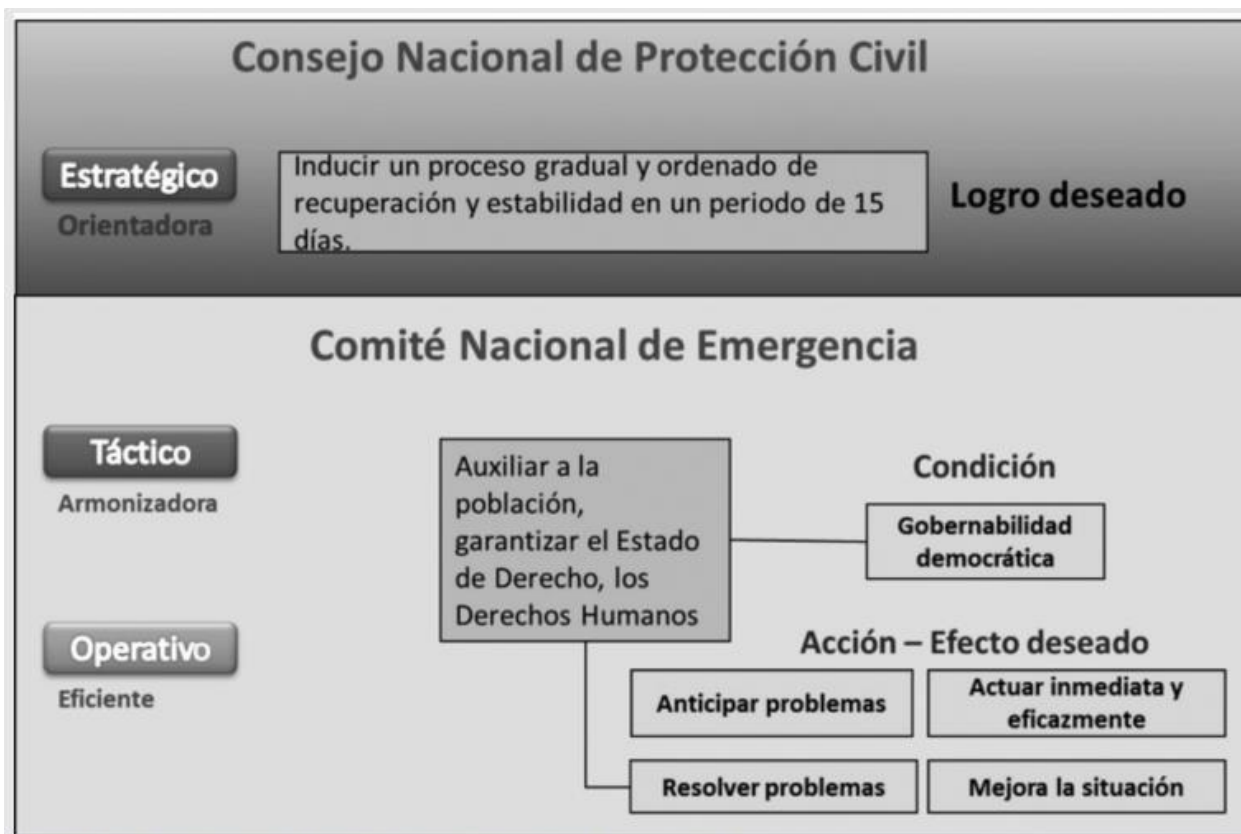 Consejo Nacional de Protección Civil
Estratégico
Orientadora
Inducir un proceso gradual y ordenado de
recuperación y estabilidad en un periodo de 15
días.
Logro deseado
Comité Nacional de Emergencia
Táctico
Armonizadora
Auxiliar a la
población,
garantizar el Estado
de Derecho, los
Derechos Humanos
Condición
Gobernabilidad
democrática
Operativo
Eficiente
Acción – Efecto deseado
Anticipar problemas
Actuar inmediata y
eficazmente
Resolver problemas
Mejora la situación